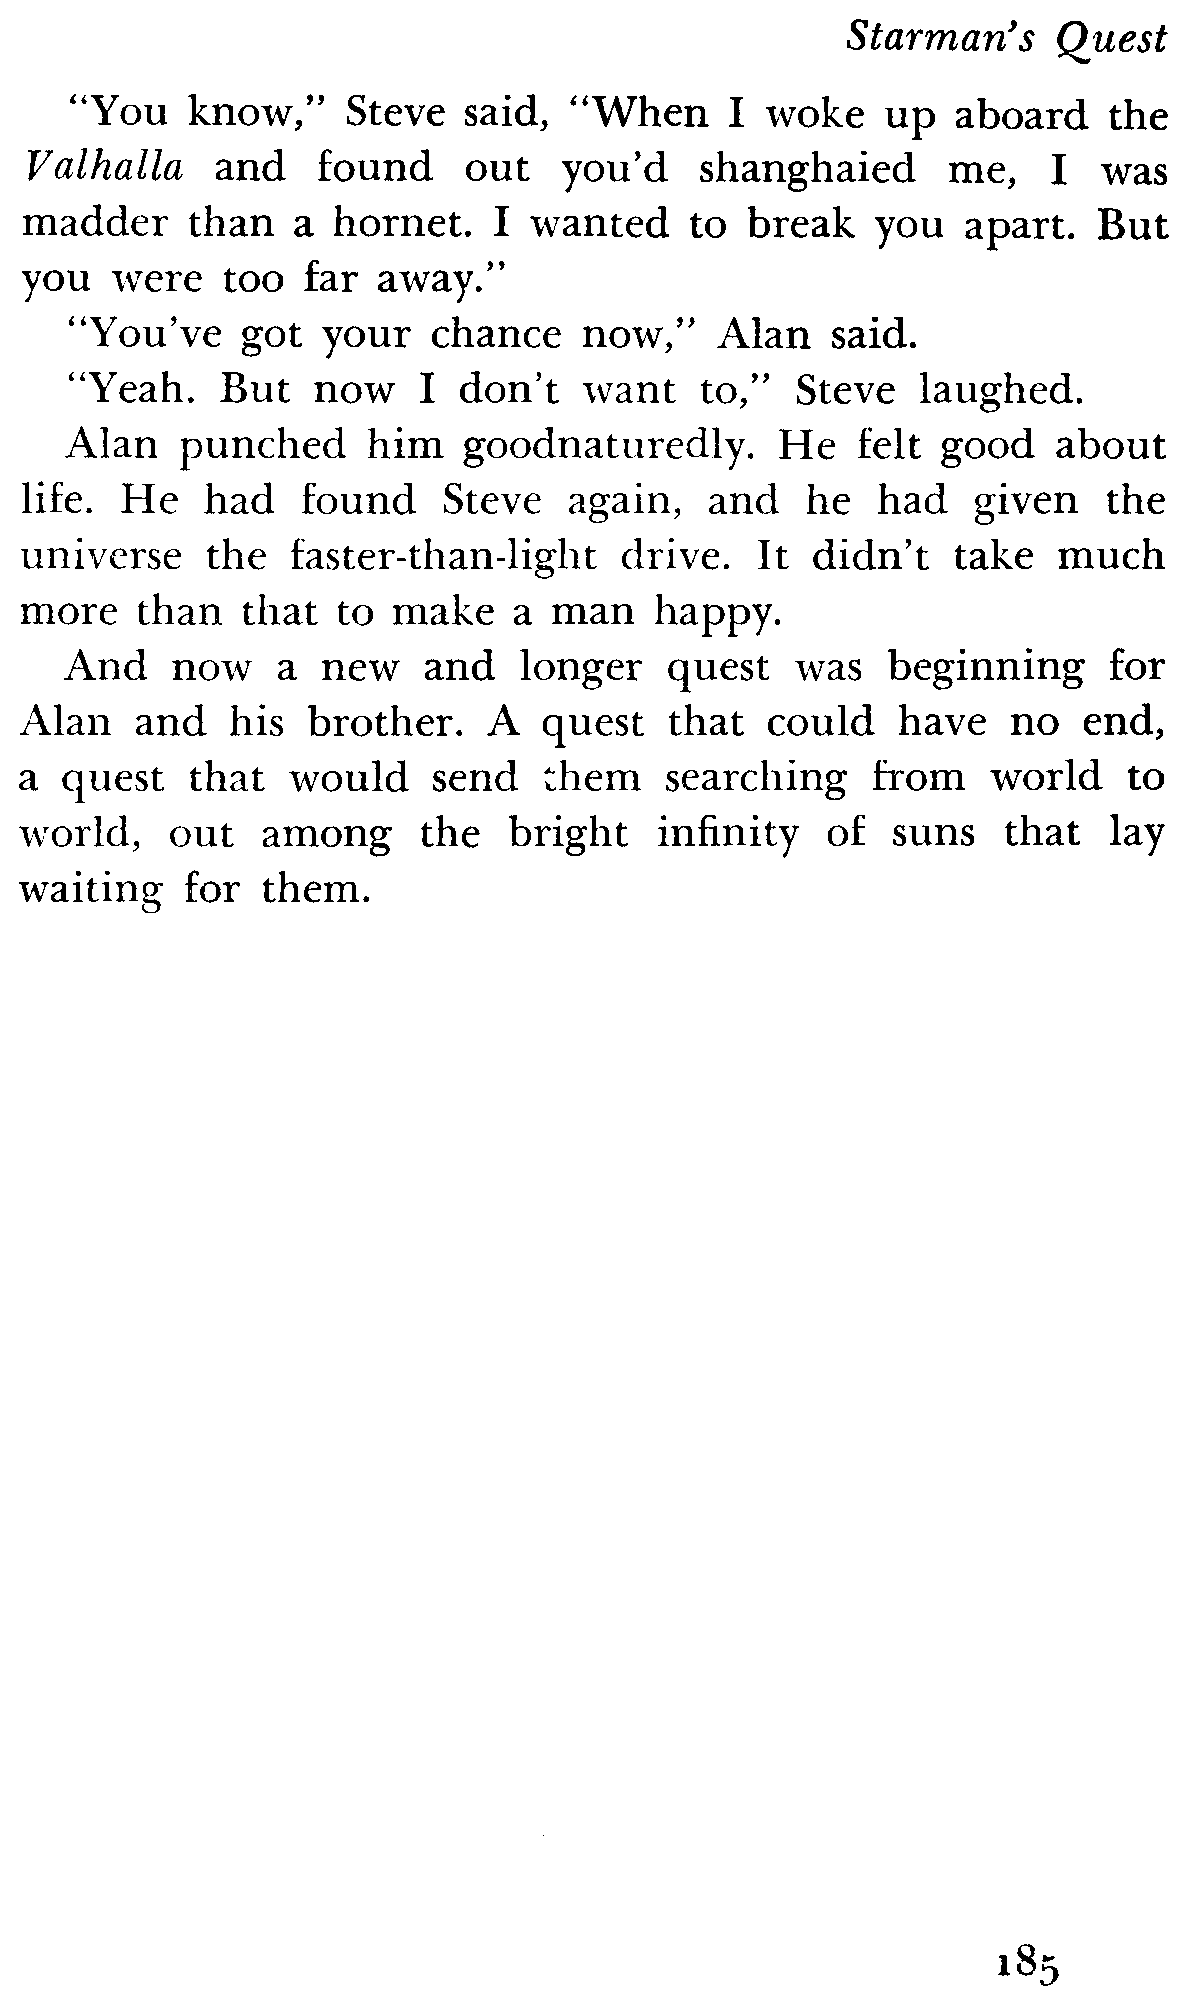 Starman's Quest
“You know,” Steve said, “When I woke up aboard the
Valhalla and found out you'd shanghaied me, I was
madder than a hornet. I wanted to break you apart. But
you were too far away.”
“You've got your chance now,” Alan said.
“Yeah. But now I don't want to,” Steve laughed.
Alan punched him goodnaturedly. He felt good about
life. He had found Steve again, and he had given the
universe the faster-than-light drive. It didn't take much
more than that to make a man happy.
And now a new and longer quest was beginning for
Alan and his brother. A quest that could have no end,
a quest that would send them searching from world to
world, out among the bright infinity of suns that lay
waiting for them.
185